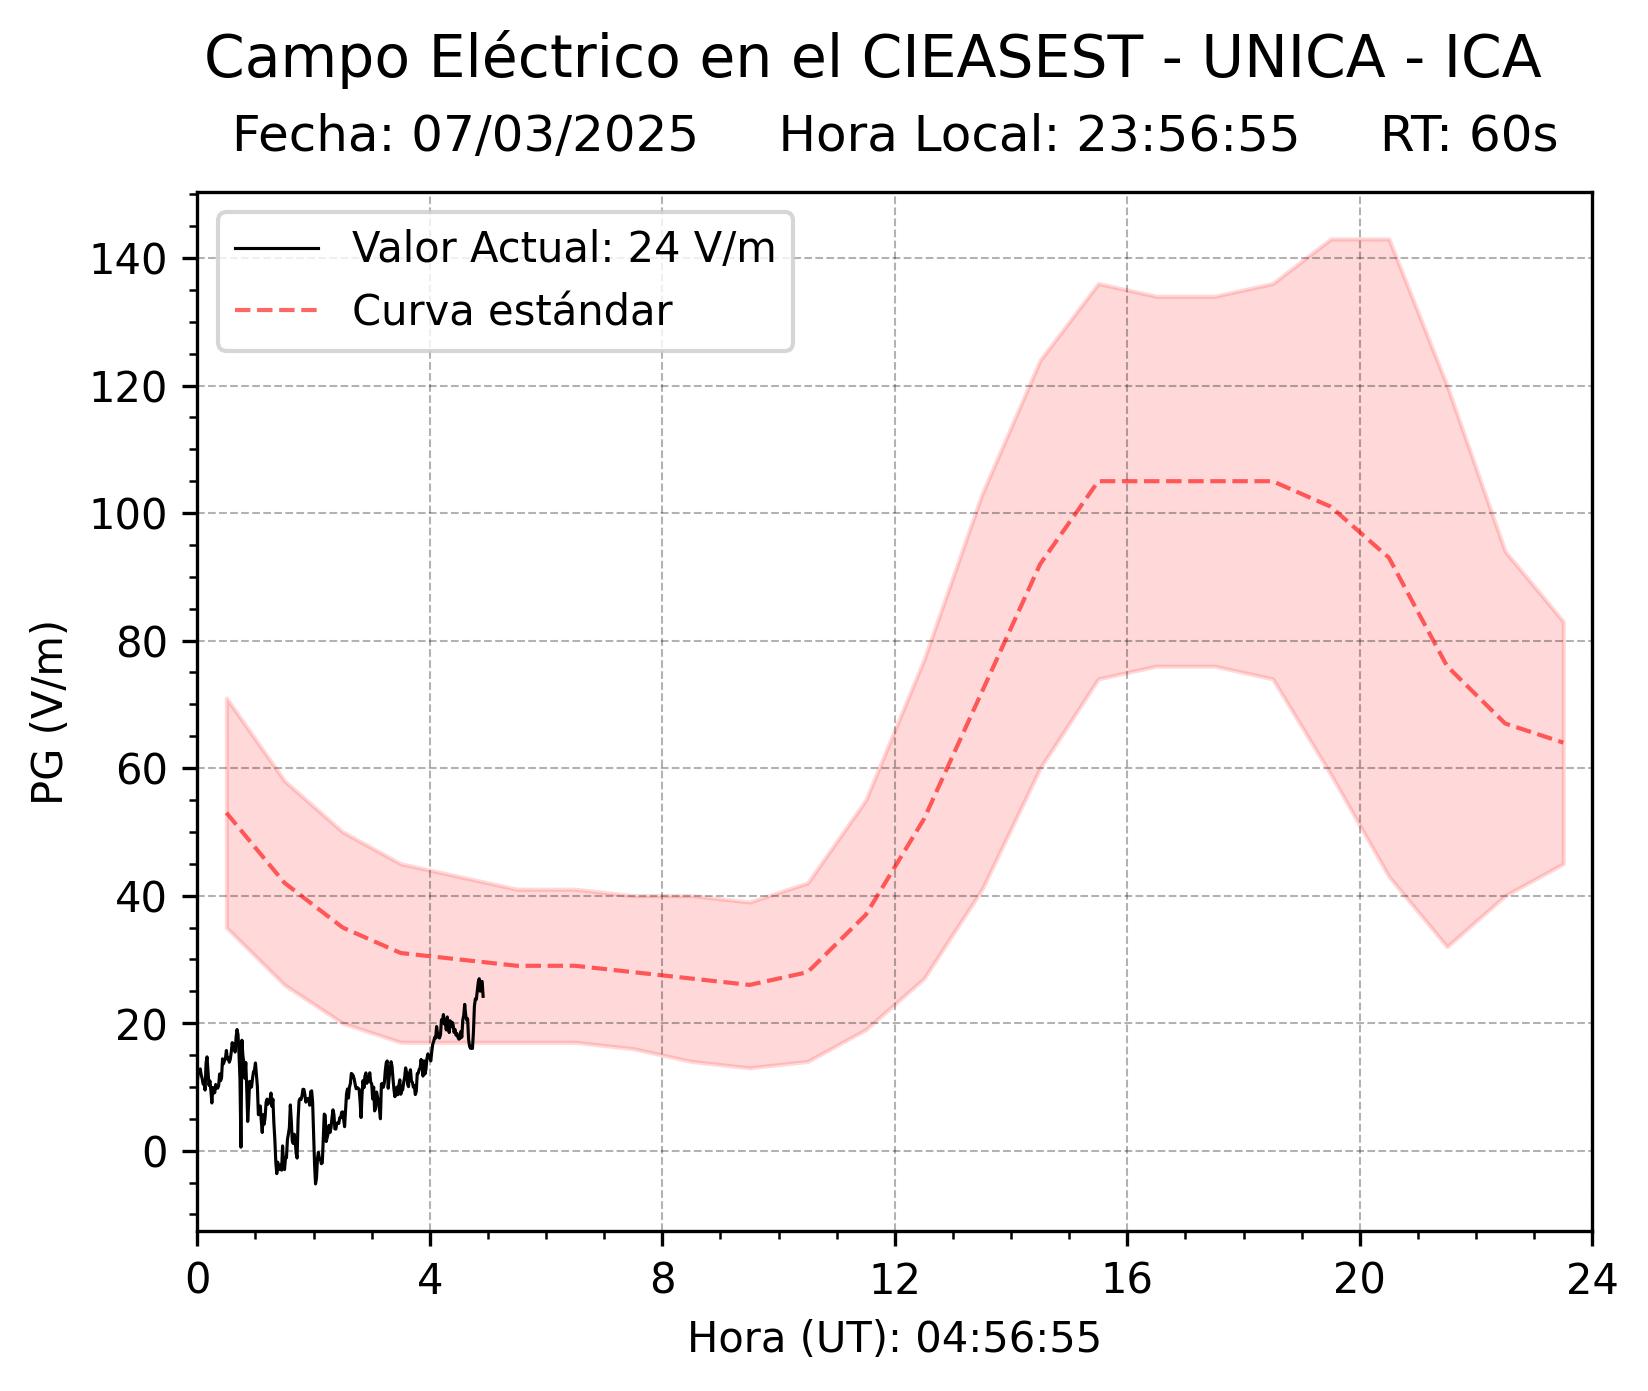 Campo Eléctrico en el CIEASEST - UNICA - ICA
Fecha: 07/03/2025 Hora Local: 23:56:55 RT: 60s
Valor Actual: 24 V/m
Curva estándar
PG (V/m)
140
120
100
80
60
40
20
0
0 4 8 12 16 20 24
Hora (UT): 04:56:55